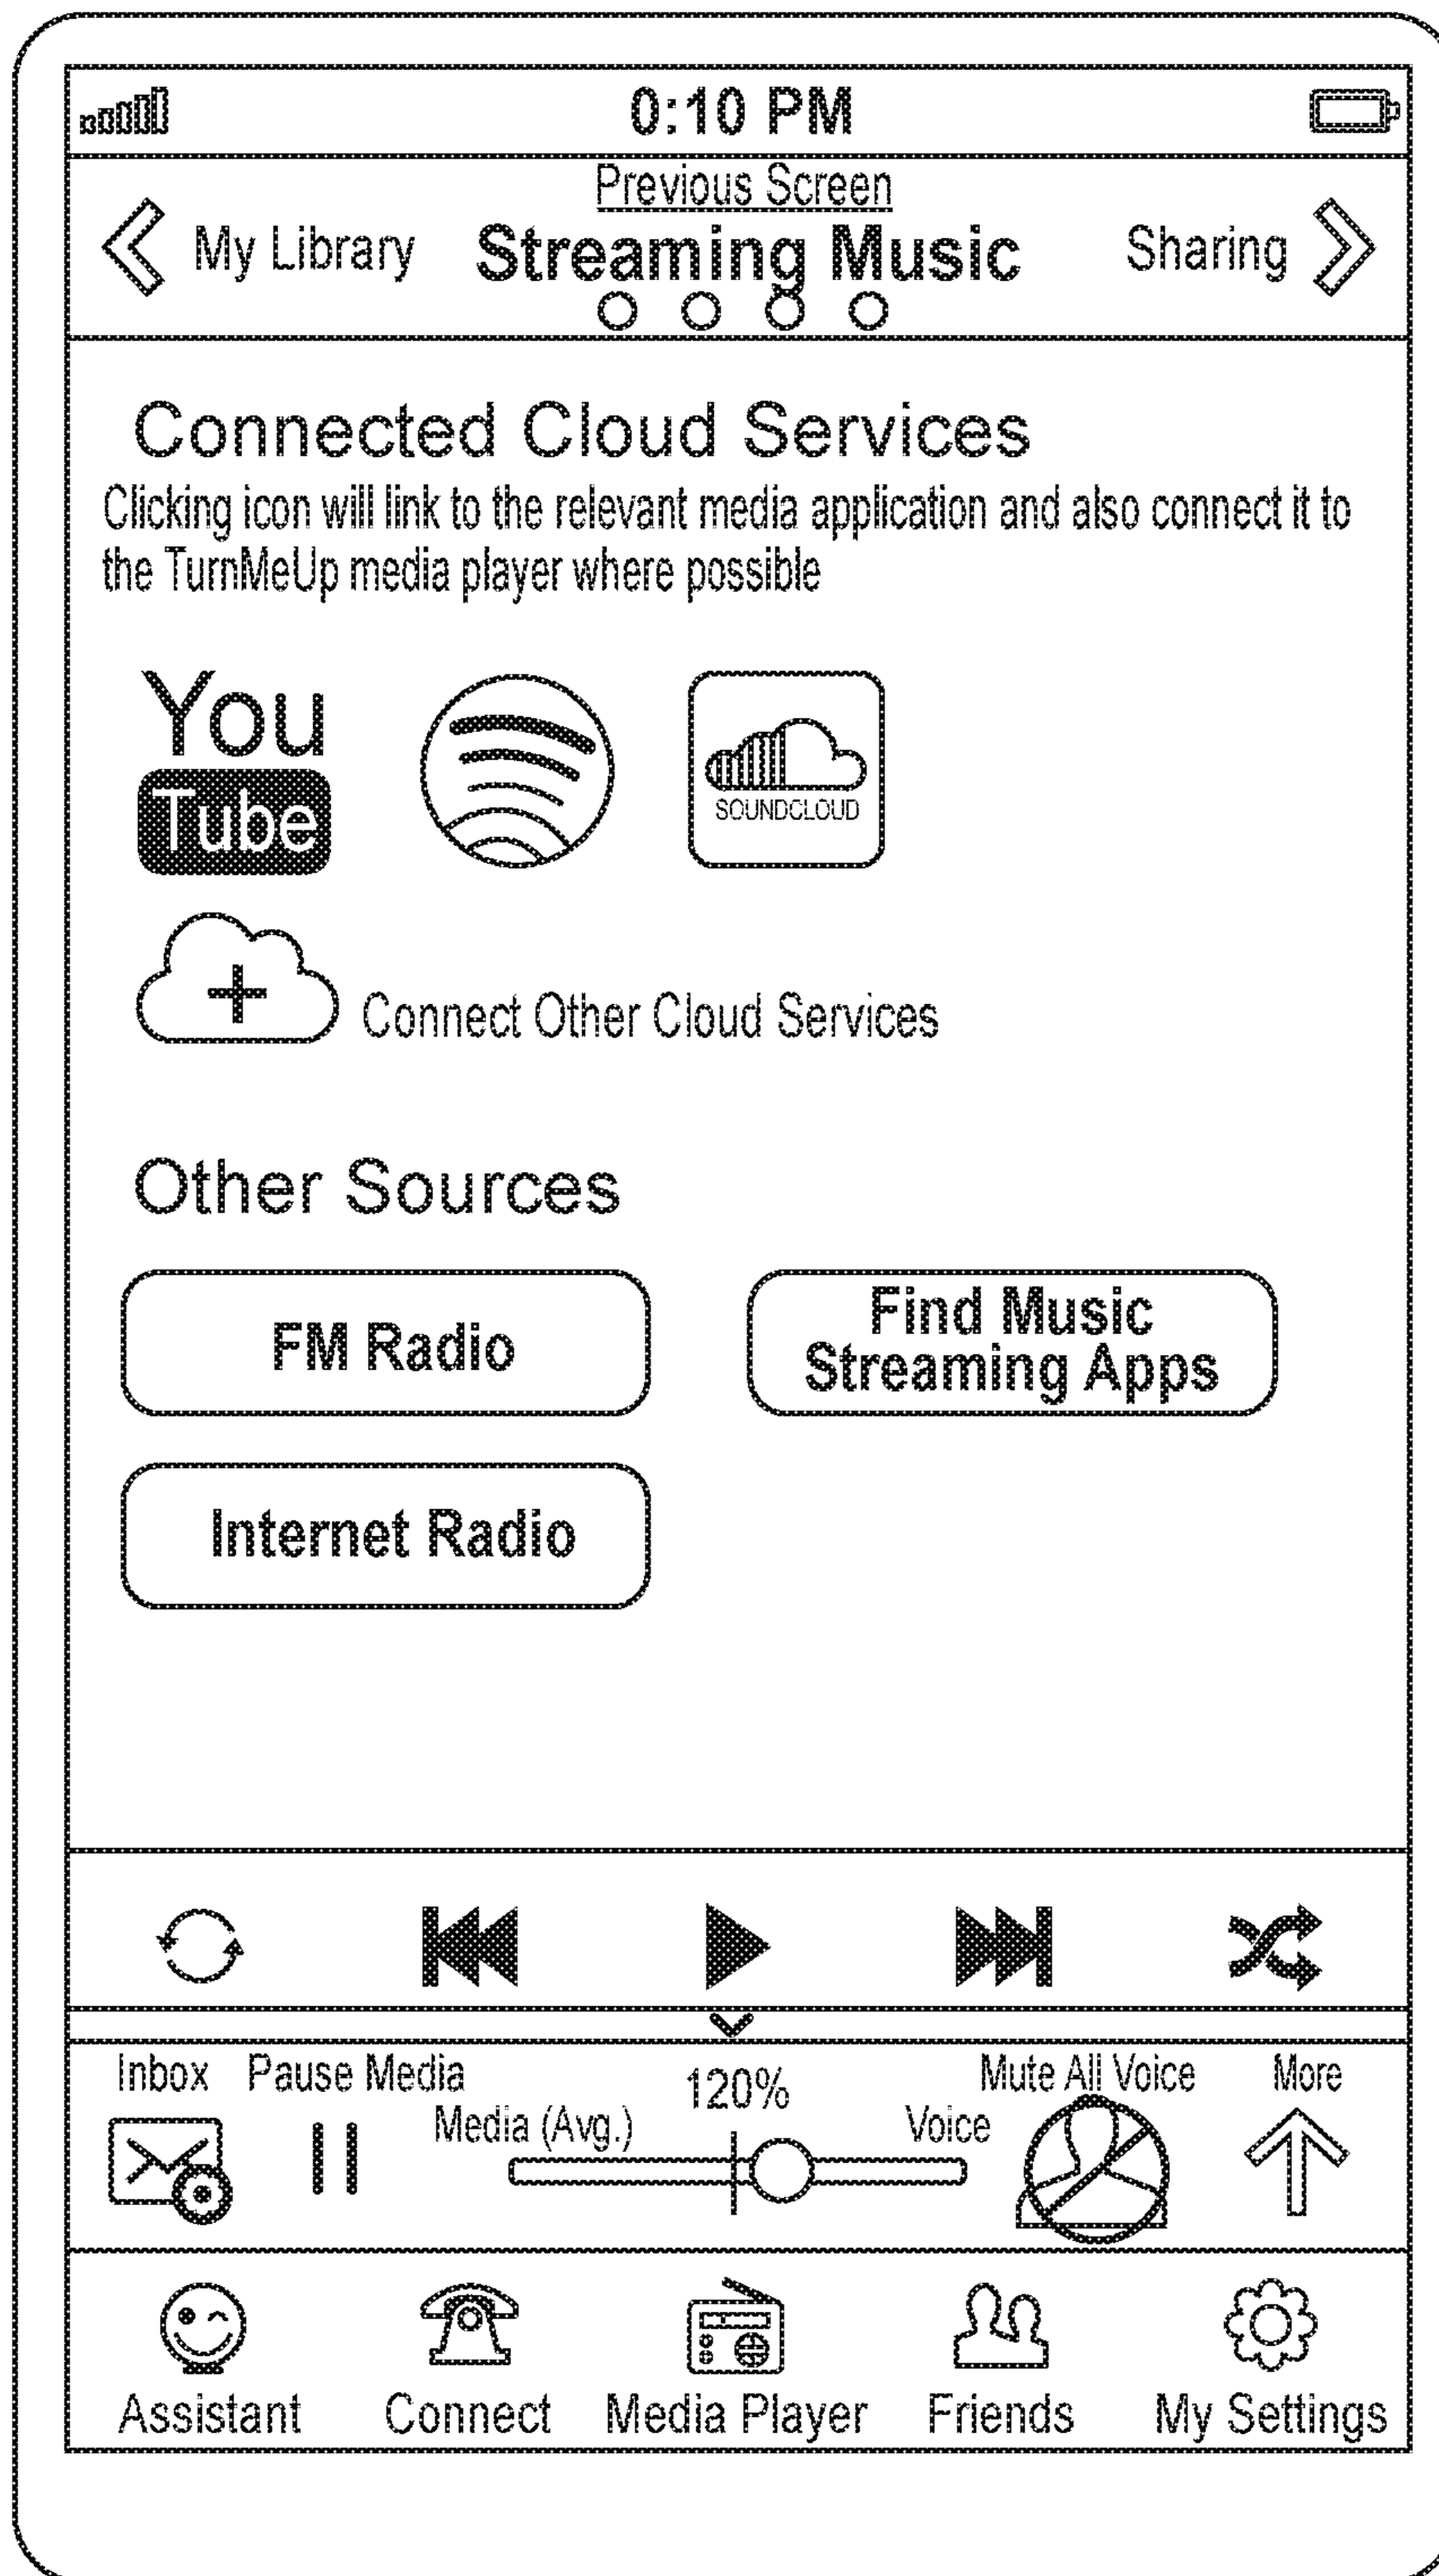 0:10 PM
Previous Screen
My Library Streaming Music Sharing
Connected Cloud Services
Clicking icon will link to the relevant media application and also connect it to
the TurnMeUp media player where possible
You
Tube
SOUNDCLOUD
Connect Other Cloud Services
Other Sources
FM Radio
Find Music
Streaming Apps
Internet Radio
Inbox Pause Media 120% Mute All Voice More
Media (Avg.) Voice
Assistant Connect Media Player Friends My Settings